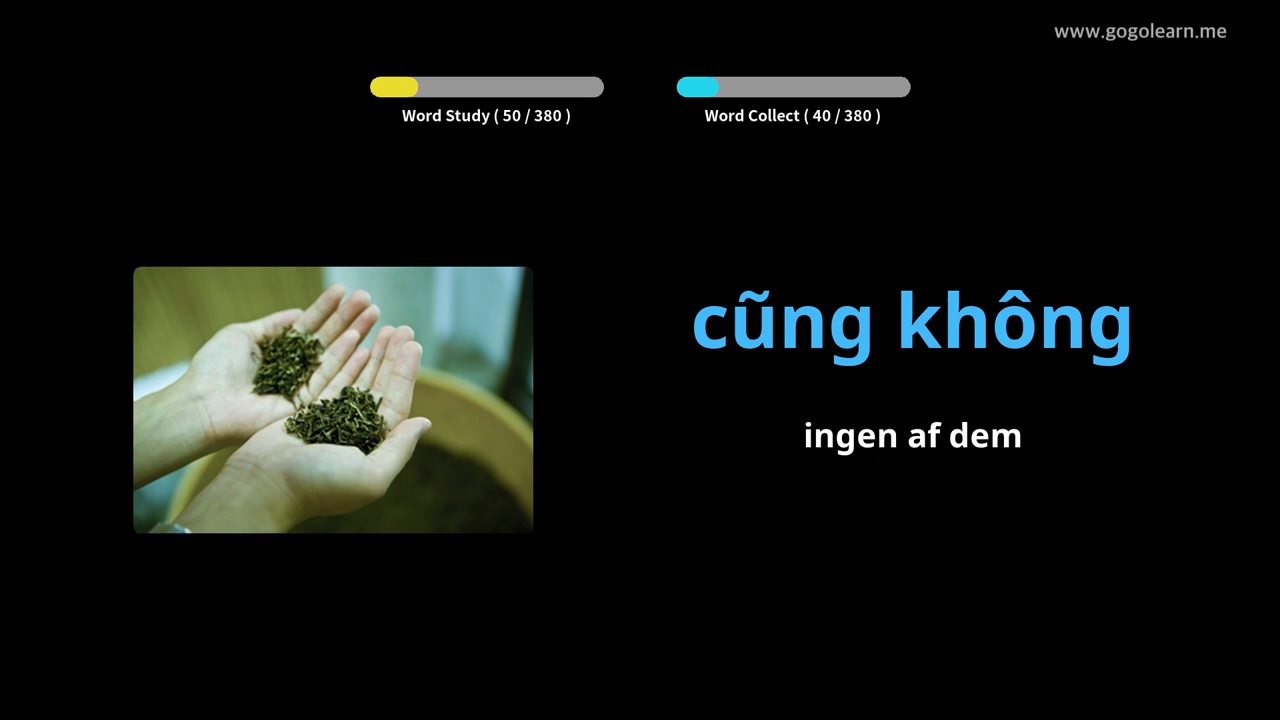 www.gogolearn.me
Word Study ( 50 / 380 )
Word Collect ( 40 / 380 )
cũng không
ingen af dem